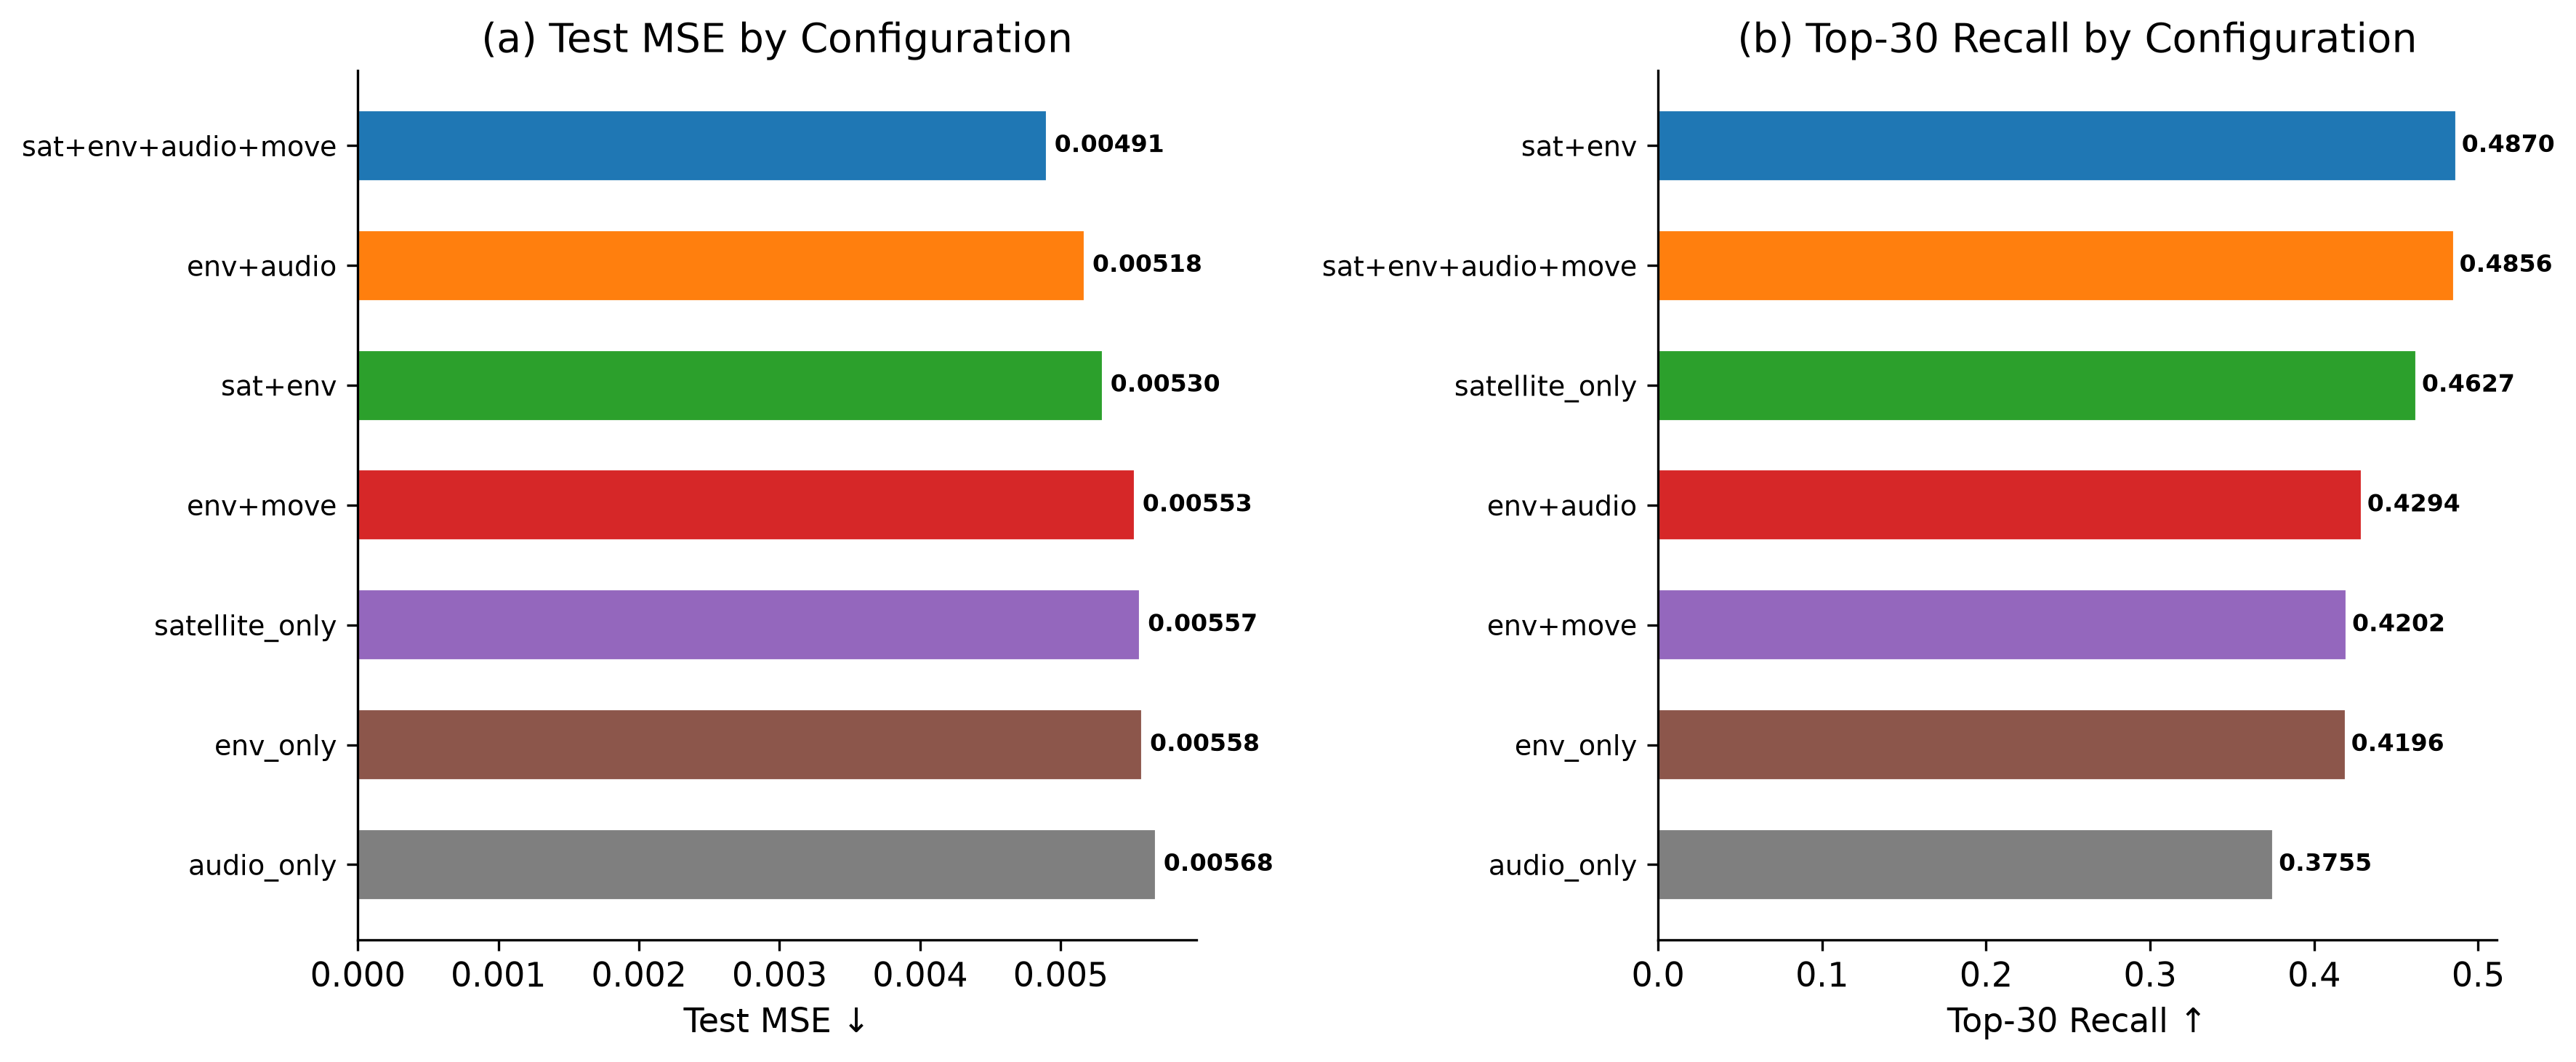 (a) Test MSE by Configuration
sat+env+audio+move 0.00491
env+audio 0.00518
sat+env 0.00530
env+move 0.00553
satellite_only 0.00557
env_only 0.00558
audio_only 0.00568
0.000 0.001 0.002 0.003 0.004 0.005
Test MSE ↓
(b) Top-30 Recall by Configuration
sat+env 0.4870
sat+env+audio+move 0.4856
satellite_only 0.4627
env+audio 0.4294
env+move 0.4202
env_only 0.4196
audio_only 0.3755
0.0 0.1 0.2 0.3 0.4 0.5
Top-30 Recall ↑